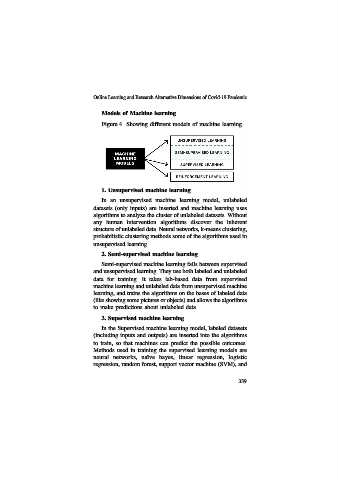 Online Learning and Research Alternative Dimensions of Covid-19 Pandemic
Models of Machine learning
Figure 4 Showing different models of machine learning
MACHINE
LEARNING
MODELS
UNSUPERVISED LEARNING
SEMI-SUPERVISED LEARNING
SUPERVISED LEARNING
REINFORCEMENT LEARNING
1. Unsupervised machine learning
In an unsupervised machine learning model, unlabeled
datasets (only inputs) are inserted and machine learning uses
algorithms to analyze the cluster of unlabeled datasets. Without
any human intervention algorithms discover the inherent
structure of unlabeled data. Neural networks, k-means clustering,
probabilistic clustering methods some of the algorithms used in
unsupervised learning.
2. Semi-supervised machine learning
Semi-supervised machine learning falls between supervised
and unsupervised learning. They use both labeled and unlabeled
data for training. It takes lab-based data from supervised
machine learning and unlabeled data from unsupervised machine
learning, and trains the algorithms on the bases of labeled data
(like showing some pictures or objects) and allows the algorithms
to make predictions about unlabeled data.
3. Supervised machine learning
In the Supervised machine learning model, labeled datasets
(including inputs and outputs) are inserted into the algorithms
to train, so that machines can predict the possible outcomes.
Methods used in training the supervised learning models are
neural networks, naïve bayes, linear regression, logistic
regression, random forest, support vector machine (SVM), and
339